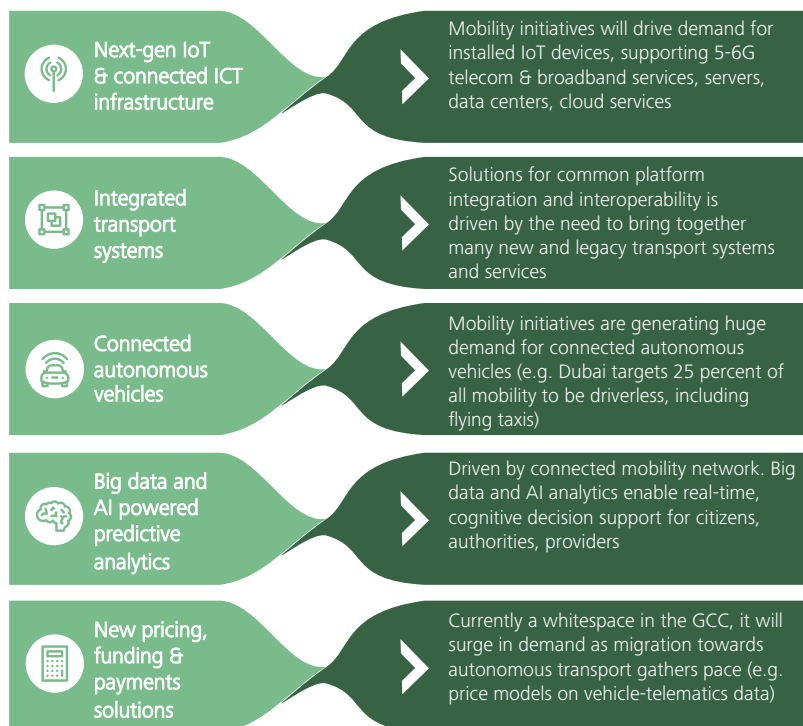 Next-gen IoT
& connected ICT
infrastructure
Mobility initiatives will drive demand for
installed IoT devices, supporting 5-6G
telecom & broadband services, servers,
data centers, cloud services
Integrated
transport
systems
Solutions for common platform
integration and interoperability is
driven by the need to bring together
many new and legacy transport systems
and services
Connected
autonomous
vehicles
Mobility initiatives are generating huge
demand for connected autonomous
vehicles (e.g. Dubai targets 25 percent of
all mobility to be driverless, including
flying taxis)
Big data and
AI powered
predictive
analytics
Driven by connected mobility network. Big
data and AI analytics enable real-time,
cognitive decision support for citizens,
authorities, providers
New pricing,
funding &
payments
solutions
Currently a whitespace in the GCC, it will
surge in demand as migration towards
autonomous transport gathers pace (e.g.
price models on vehicle-telematics data)